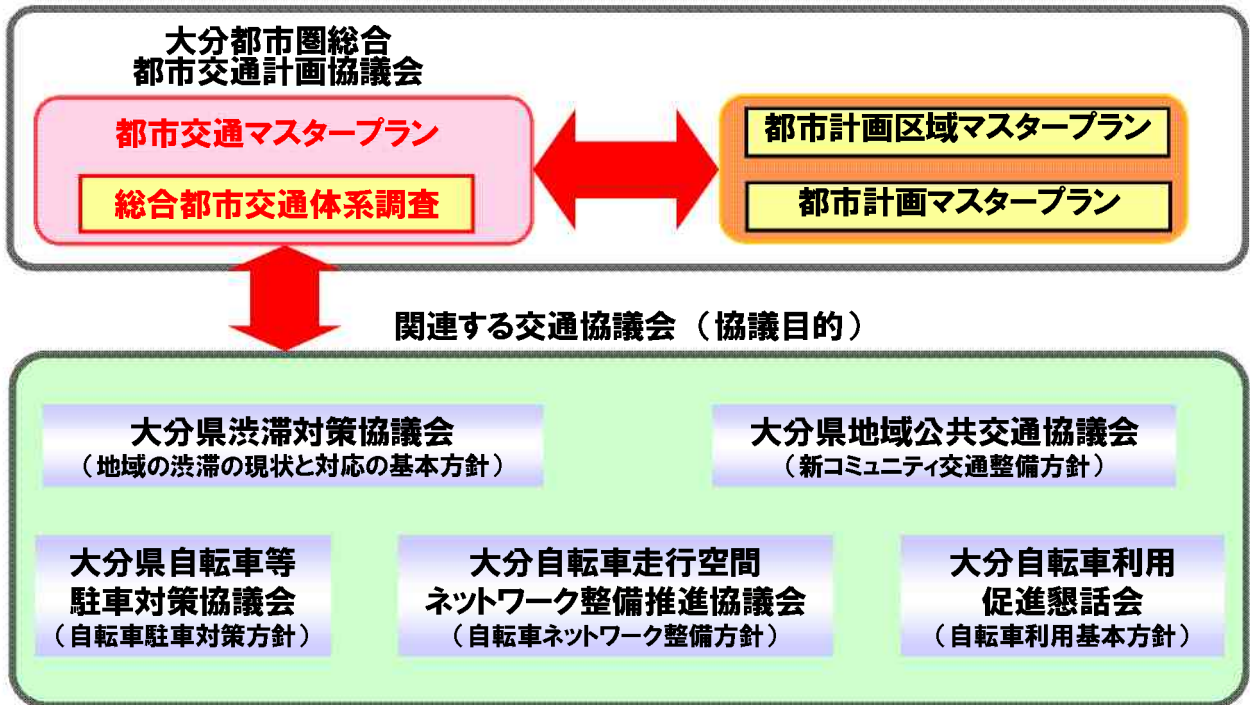 大分都市圏総合
都市交通計画協議会
都市交通マスタープラン
総合都市交通体系調査
都市計画区域マスタープラン
都市計画マスタープラン
関連する交通協議会（協議目的）
大分県渋滞対策協議会
（地域の渋滞の現状と対応の基本方針）
大分県地域公共交通協議会
（新コミュニティ交通整備方針）
大分県自転車等
駐車対策協議会
（自転車駐車対策方針）
大分自転車走行空間
ネットワーク整備推進協議会
（自転車ネットワーク整備方針）
大分自転車利用
促進懇話会
（自転車利用基本方針）